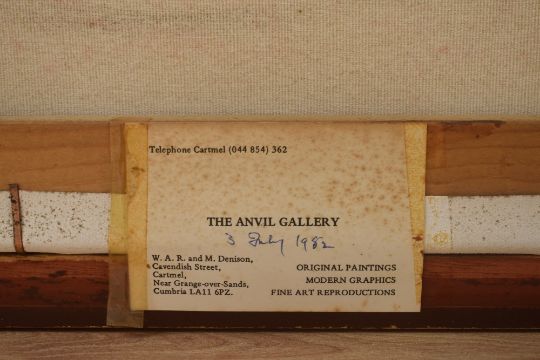 Telephone Cartmel (044 854) 362
THE ANVIL GALLERY
3 July 1982
W. A. R. and M. Denison,
Cavendish Street,
Cartmel,
Near Grange-over-Sands,
Cumbria LA11 6PZ.
ORIGINAL PAINTINGS
MODERN GRAPHICS
FINE ART REPRODUCTIONS